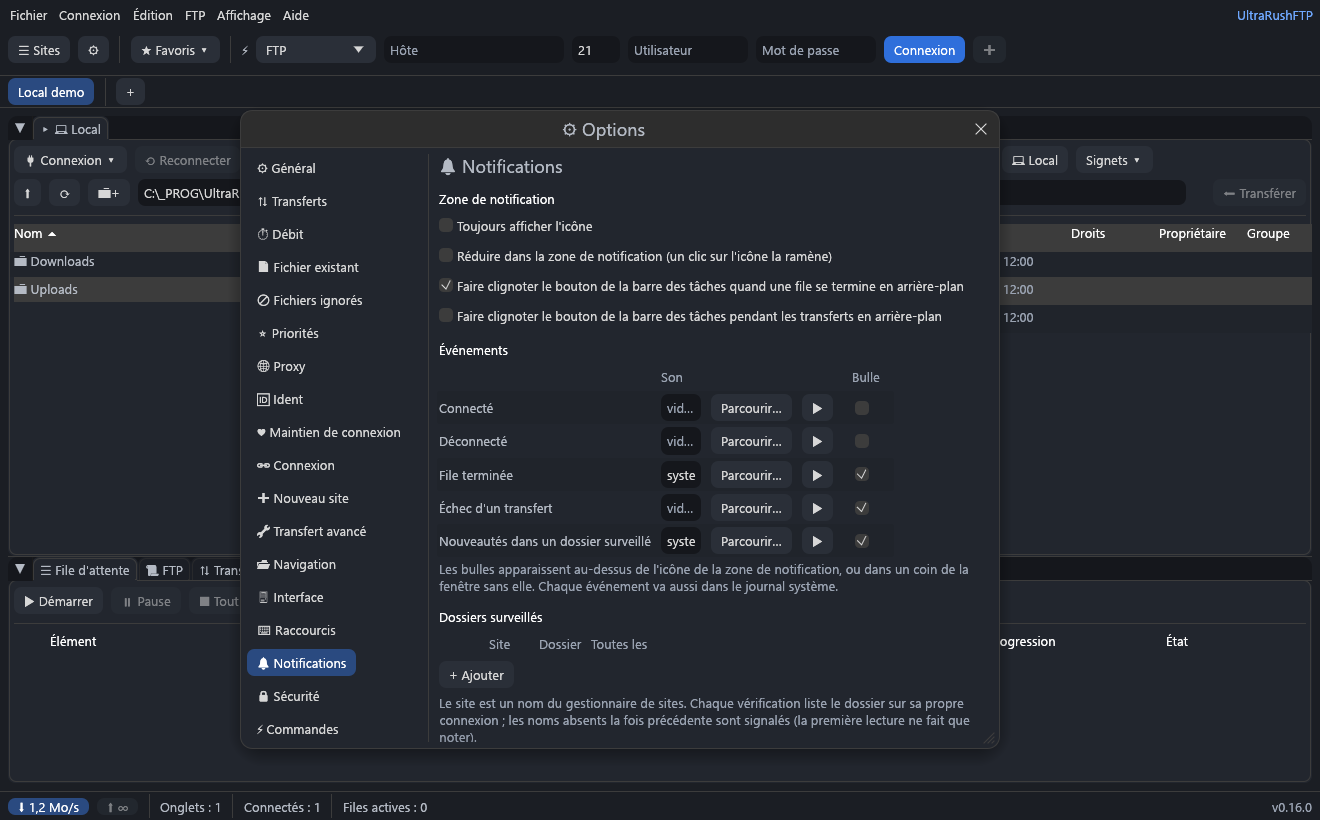 Fichier Connexion Édition FTP Affichage Aide UltraRushFTP
Sites Favoris FTP Hôte 21 Utilisateur Mot de passe Connexion +
Local demo +
Local
Options
Connexion Reconnecter
Local Signets
C:\_PROG\UltraR
Transférer
Nom Droits Propriétaire Groupe
Downloads 12:00
Uploads 12:00
12:00
Général
Transferts
Débit
Fichier existant
Fichiers ignorés
Priorités
Proxy
Ident
Maintien de connexion
Connexion
Nouveau site
Transfert avancé
Navigation
Interface
Raccourcis
Notifications
Sécurité
Commandes
Notifications
Zone de notification
Toujours afficher l'icône
Réduire dans la zone de notification (un clic sur l'icône la ramène)
Faire clignoter le bouton de la barre des tâches quand une file se termine en arrière-plan
Faire clignoter le bouton de la barre des tâches pendant les transferts en arrière-plan
Événements
Son Bulle
Connecté vid... Parcourir...
Déconnecté vid... Parcourir...
File terminée syste Parcourir...
Échec d'un transfert vid... Parcourir...
Nouveautés dans un dossier surveillé syste Parcourir...
Les bulles apparaissent au-dessus de l'icône de la zone de notification, ou dans un coin de la
fenêtre sans elle. Chaque événement va aussi dans le journal système.
Dossiers surveillés
Site Dossier Toutes les
+ Ajouter
Le site est un nom du gestionnaire de sites. Chaque vérification liste le dossier sur sa propre
connexion ; les noms absents la fois précédente sont signalés (la première lecture ne fait que
noter).
File d'attente FTP Trans
Démarrer Pause Tout
Élément ogression État
1,2 Mo/s ∞ Onglets : 1 Connectés : 1 Files actives : 0 v0.16.0